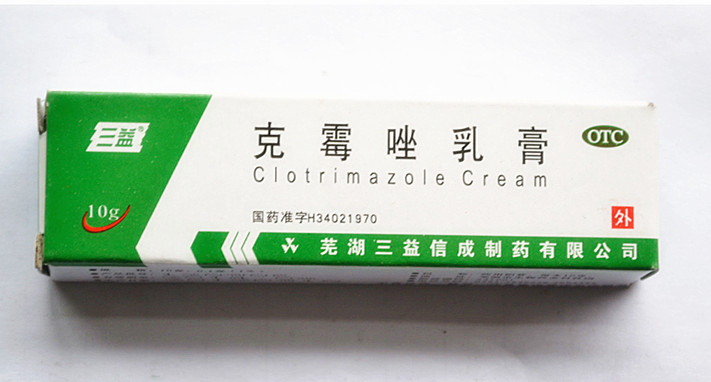 三益®
克霉唑乳膏
OTC
Clotrimazole Cream
10g
国药准字H34021970
外
芜湖三益信成制药有限公司